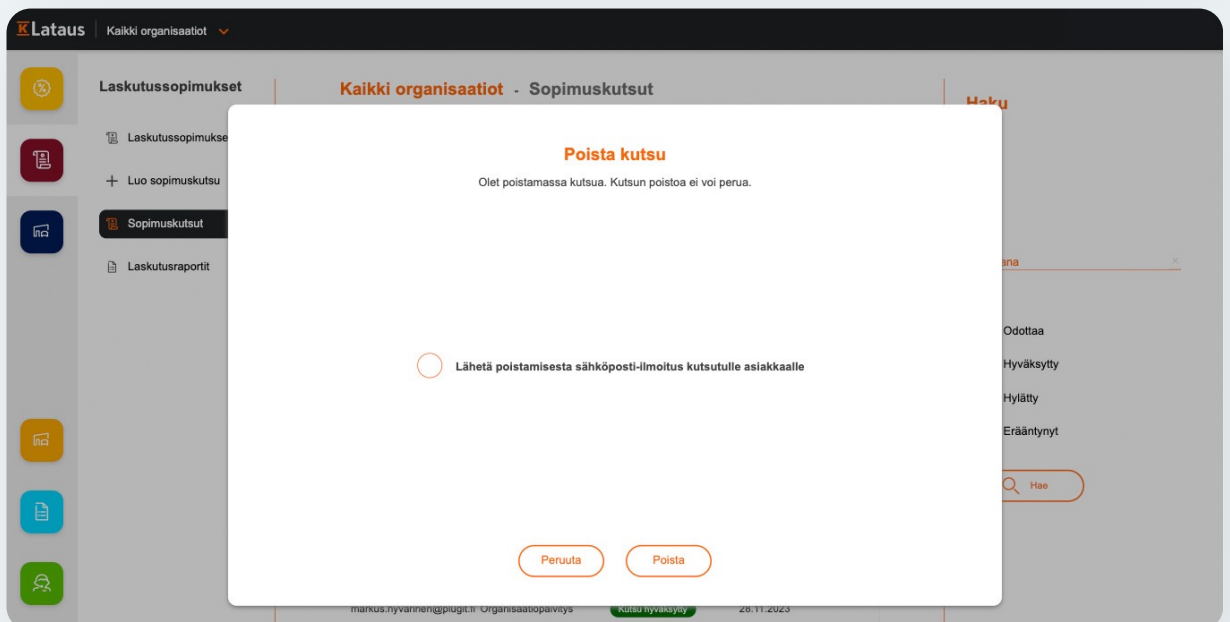 KLataus Kaikki organisaatiot
Laskutussopimukset
Laskutussopimukse
Luo sopimuskutsu
Sopimuskutsut
Laskutusraportit
Kaikki organisaatiot - Sopimuskutsut
Haku
Poista kutsu
Olet poistamassa kutsua. Kutsun poistoa ei voi perua.
Lähetä poistamisesta sähköposti-ilmoitus kutsutulle asiakkaalle
Peruuta Poista
ana
Odottaa
Hyväksytty
Hylätty
Erääntynyt
Hae
markus.hyvarinen@plugit.fi Organisaatiopäivitys Kutsu hyväksytty 28.11.2023